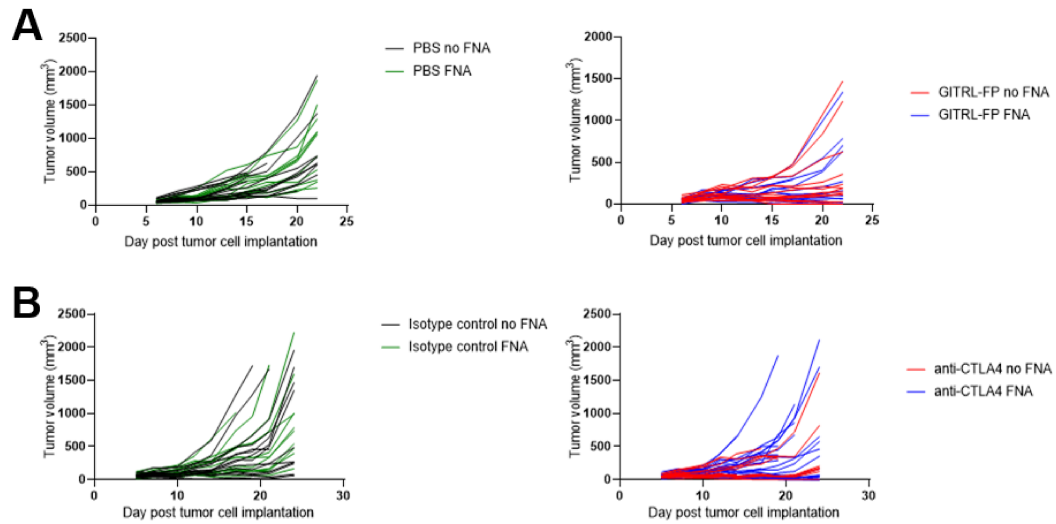 A
Tumor volume (mm3)
2500
2000
1500
1000
500
0
0 5 10 15 20 25
Day post tumor cell implantation
PBS no FNA
PBS FNA
Tumor volume (mm3)
2000
1500
1000
500
0
0 5 10 15 20 25
Day post tumor cell implantation
GITRL-FP no FNA
GITRL-FP FNA
B
Tumor volume (mm3)
2500
2000
1500
1000
500
0
0 10 20 30
Day post tumor cell implantation
Isotype control no FNA
Isotype control FNA
Tumor volume (mm3)
2500
2000
1500
1000
500
0
0 10 20 30
Day post tumor cell implantation
anti-CTLA4 no FNA
anti-CTLA4 FNA